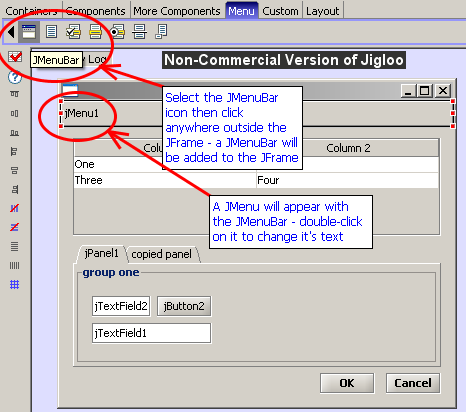 Containers Components More Components Menu Custom Layout
JMenuBar
Log
Non-Commercial Version of Jigloo
jMenu1
Select the JMenuBar
icon then click
anywhere outside the
JFrame - a JMenuBar will
be added to the JFrame
Column 2
One
Three Four
A JMenu will appear with
the JMenuBar - double-click
on it to change it's text
jPanel1 copied panel
group one
jTextField2 jButton2
jTextField1
OK Cancel